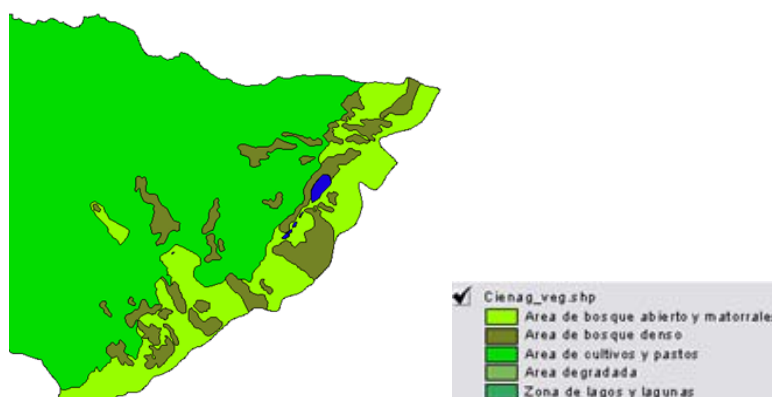 Cienag_veg.shp
Area de bosque abierto y matorrale
Area de bosque denso
Area de cultivos y pastos
Area degradada
Zona de lagos y lagunas